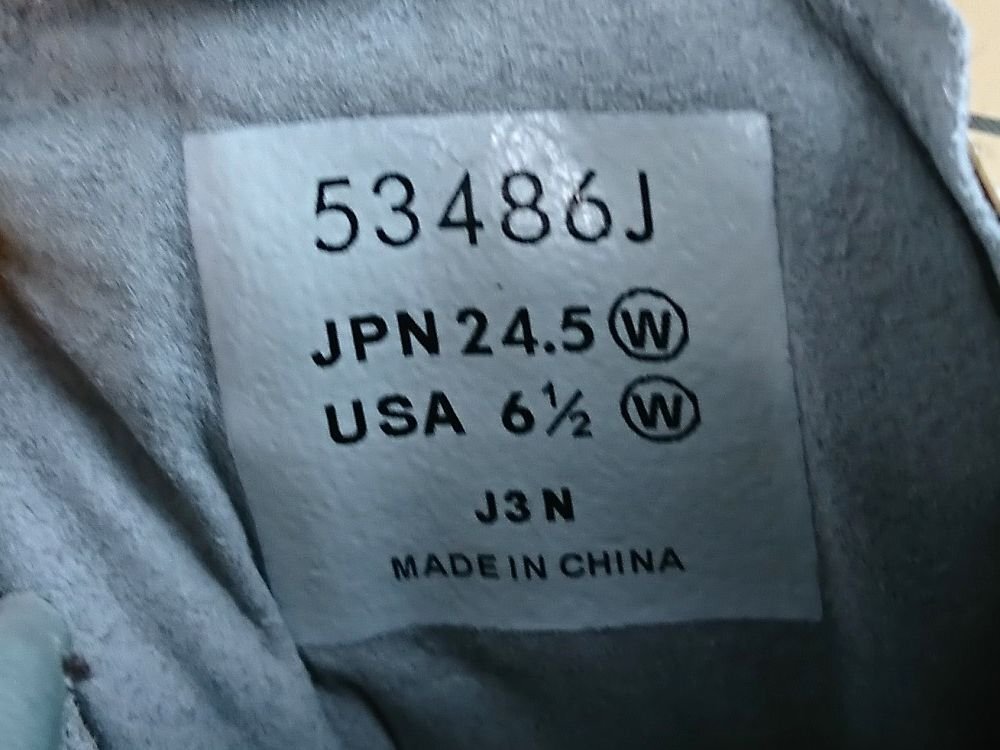 53486J
JPN 24.5 Ⓦ
USA 6½ Ⓦ
J3N
MADE IN CHINA